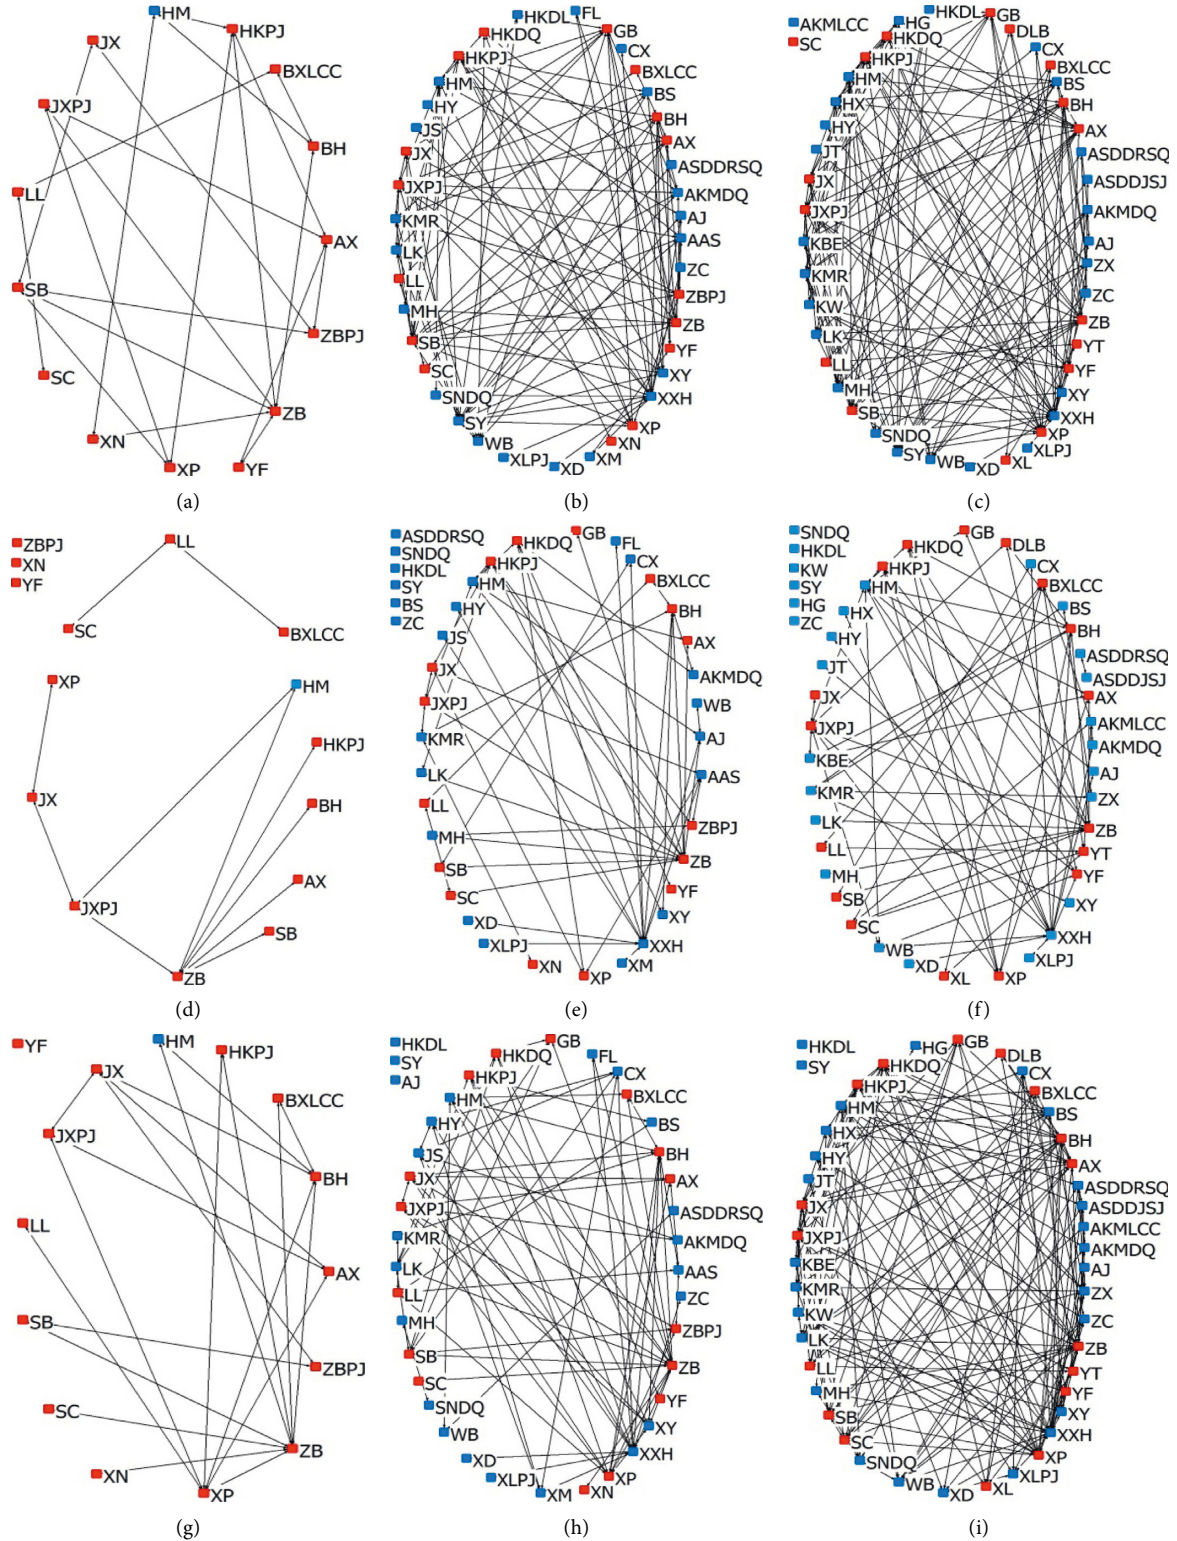 HM
HKPJ
JX
BXLCC
JXPJ
BH
LL
AX
SB
ZBPJ
SC
ZB
XN
XP
YF
(a)
HKDL
FL
HKDQ
GB
CX
HKPJ
BXLCC
HM
BS
HY
BH
JS
AX
JX
ASDDRSQ
JXPJ
AKMDQ
KMR
AJ
AAS
LK
ZC
LL
ZBPJ
MH
ZB
SB
YF
SC
XY
SNDQ
XXH
SY
XP
WB
XN
XLPJ
XM
XD
(b)
AKMLCC
SC
HKDL
GB
HG
DLB
HKDQ
CX
HKPJ
BXLCC
HM
BS
HX
BH
HY
AX
JT
ASDDRSQ
JX
ASDDJSJ
JXPJ
AKMDQ
KBE
AJ
KMR
ZX
KW
ZC
LK
ZB
LL
YT
MH
YF
SB
XY
XXH
SNDQ
XP
SY
XLPJ
WB
XL
XD
(c)
ZBPJ
XN
YF
LL
SC
BXLCC
XP
HM
HKPJ
JX
BH
AX
JXPJ
SB
ZB
(d)
ASDDRSQ
SNDQ
HKDL
SY
BS
ZC
GB
HKDQ
FL
HKPJ
CX
HM
BXLCC
HY
BH
JS
AX
JX
AKMDQ
JXPJ
WB
KMR
AJ
LK
AAS
LL
ZBPJ
MH
ZB
SB
YF
SC
XY
XD
XXH
XLPJ
XN
XM
XP
(e)
SNDQ
HKDL
KW
SY
HG
ZC
GB
HKDQ
DLB
HKPJ
CX
HM
BXLCC
HX
BS
HY
BH
JT
ASDDRSQ
ASDDJSJ
JX
AX
JXPJ
AKMLCC
KBE
AKMDQ
KMR
AJ
ZX
LK
ZB
LL
YT
MH
YF
SB
XY
SC
XXH
WB
XLPJ
XD
XL
XP
(f)
YF
HM
HKPJ
JX
BXLCC
JXPJ
BH
LL
AX
SB
ZBPJ
SC
ZB
XN
XP
(g)
HKDL
SY
AJ
GB
HKDQ
FL
HKPJ
CX
HM
BXLCC
HY
BS
JS
BH
JX
AX
JXPJ
ASDDRSQ
KMR
AKMDQ
LK
AAS
LL
ZC
MH
ZBPJ
SB
ZB
SC
YF
SNDQ
XY
WB
XXH
XD
XP
XLPJ
XN
XM
(h)
HKDL
SY
HG
GB
HKDQ
DLB
HKPJ
CX
BXLCC
HM
BS
HX
BH
HY
AX
JT
ASDDRSQ
JX
ASDDJSJ
JXPJ
AKMLCC
KBE
AKMDQ
KMR
AJ
KW
ZX
LK
ZC
LL
ZB
MH
YT
SB
YF
SC
XY
SNDQ
XXH
WB
XP
XD
XLPJ
XL
(i)